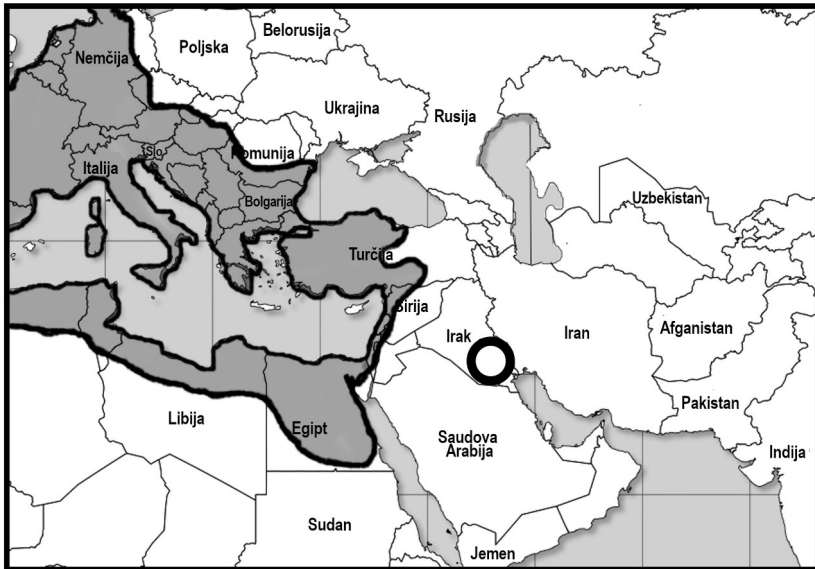 Belorusija
Poljska
Nemčija
Ukrajina
Rusija
Slo
Romunija
Italija
Uzbekistan
Bolgarija
Turčija
Sirija
Irak
Iran
Afganistan
Pakistan
Libija
Egipt
Saudova
Arabija
Indija
Sudan
Jemen